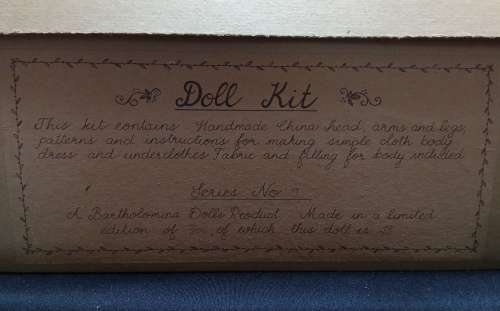 Doll Kit
This kit contains Handmade China head, arms and legs,
patterns and instructions for making simple cloth body
dress and underclothes Fabric and filling for body included
Series No
A Bartholomina Dolls Product Made in a limited
edition of of which this doll is